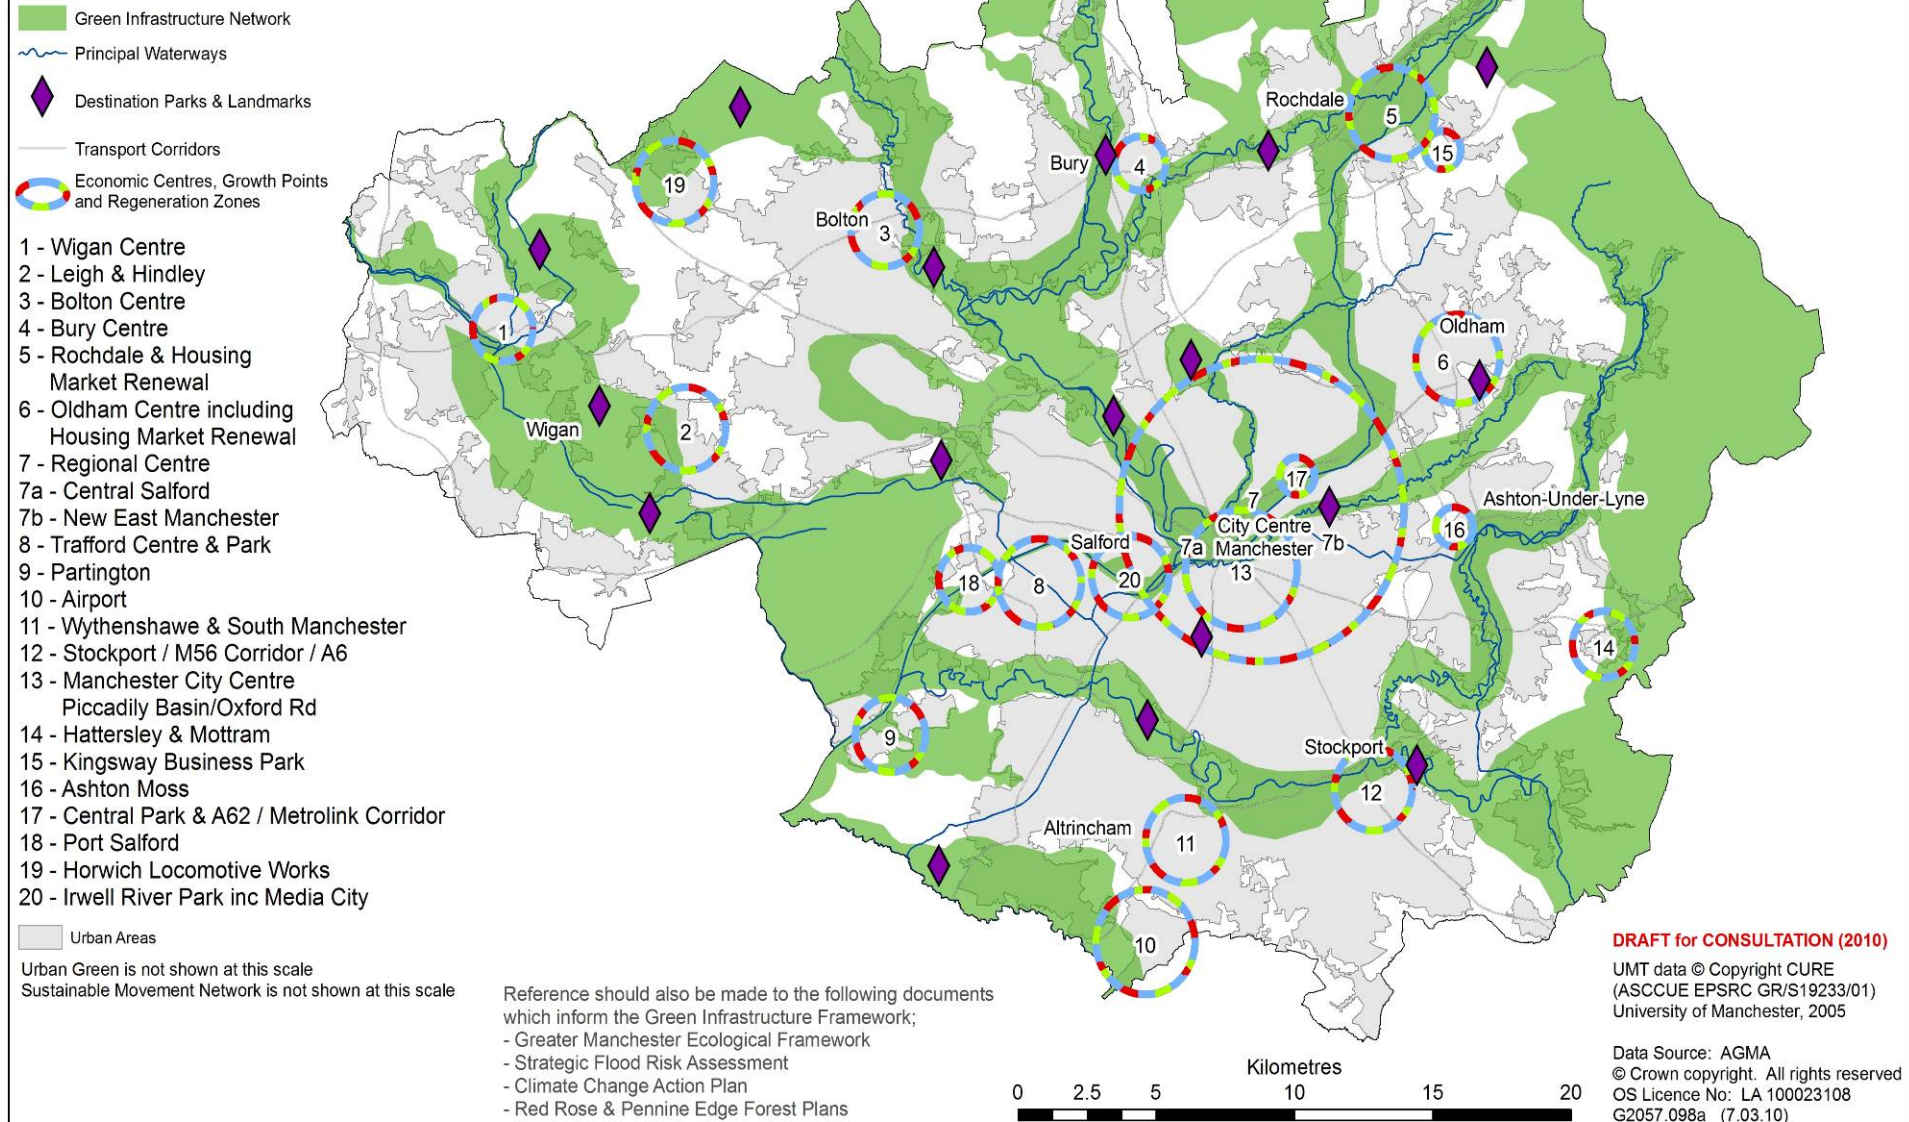 Green Infrastructure Network
Principal Waterways
Destination Parks & Landmarks
Transport Corridors
Economic Centres, Growth Points
and Regeneration Zones
1 - Wigan Centre
2 - Leigh & Hindley
3 - Bolton Centre
4 - Bury Centre
5 - Rochdale & Housing
Market Renewal
6 - Oldham Centre including
Housing Market Renewal
7 - Regional Centre
7a - Central Salford
7b - New East Manchester
8 - Trafford Centre & Park
9 - Partington
10 - Airport
11 - Wythenshawe & South Manchester
12 - Stockport / M56 Corridor / A6
13 - Manchester City Centre
Piccadily Basin/Oxford Rd
14 - Hattersley & Mottram
15 - Kingsway Business Park
16 - Ashton Moss
17 - Central Park & A62 / Metrolink Corridor
18 - Port Salford
19 - Horwich Locomotive Works
20 - Irwell River Park inc Media City
Urban Areas
Urban Green is not shown at this scale
Sustainable Movement Network is not shown at this scale
Rochdale
5
15
Bury
4
19
Bolton
3
1
Oldham
6
Wigan
2
17
7
Ashton-Under-Lyne
16
City Centre
Salford
7a
Manchester
7b
18
8
20
13
14
9
Stockport
12
Altrincham
11
10
Reference should also be made to the following documents
which inform the Green Infrastructure Framework;
- Greater Manchester Ecological Framework
- Strategic Flood Risk Assessment
- Climate Change Action Plan
- Red Rose & Pennine Edge Forest Plans
Kilometres
0 2.5 5 10 15 20
DRAFT for CONSULTATION (2010)
UMT data © Copyright CURE
(ASCCUE EPSRC GR/S19233/01)
University of Manchester, 2005
Data Source: AGMA
© Crown copyright. All rights reserved
OS Licence No: LA 100023108
G2057.098a (7.03.10)